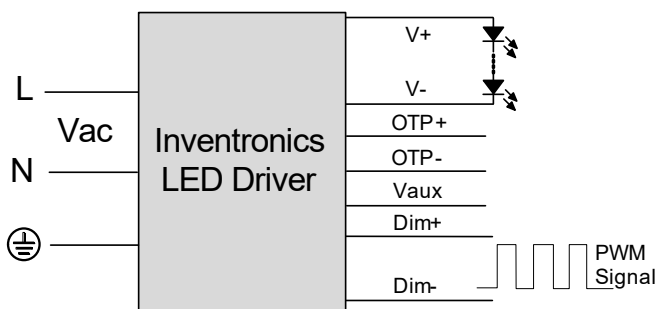 L
Vac
N
Inventronics
LED Driver
V+
V-
OTP+
OTP-
Vaux
Dim+
Dim-
PWM
Signal